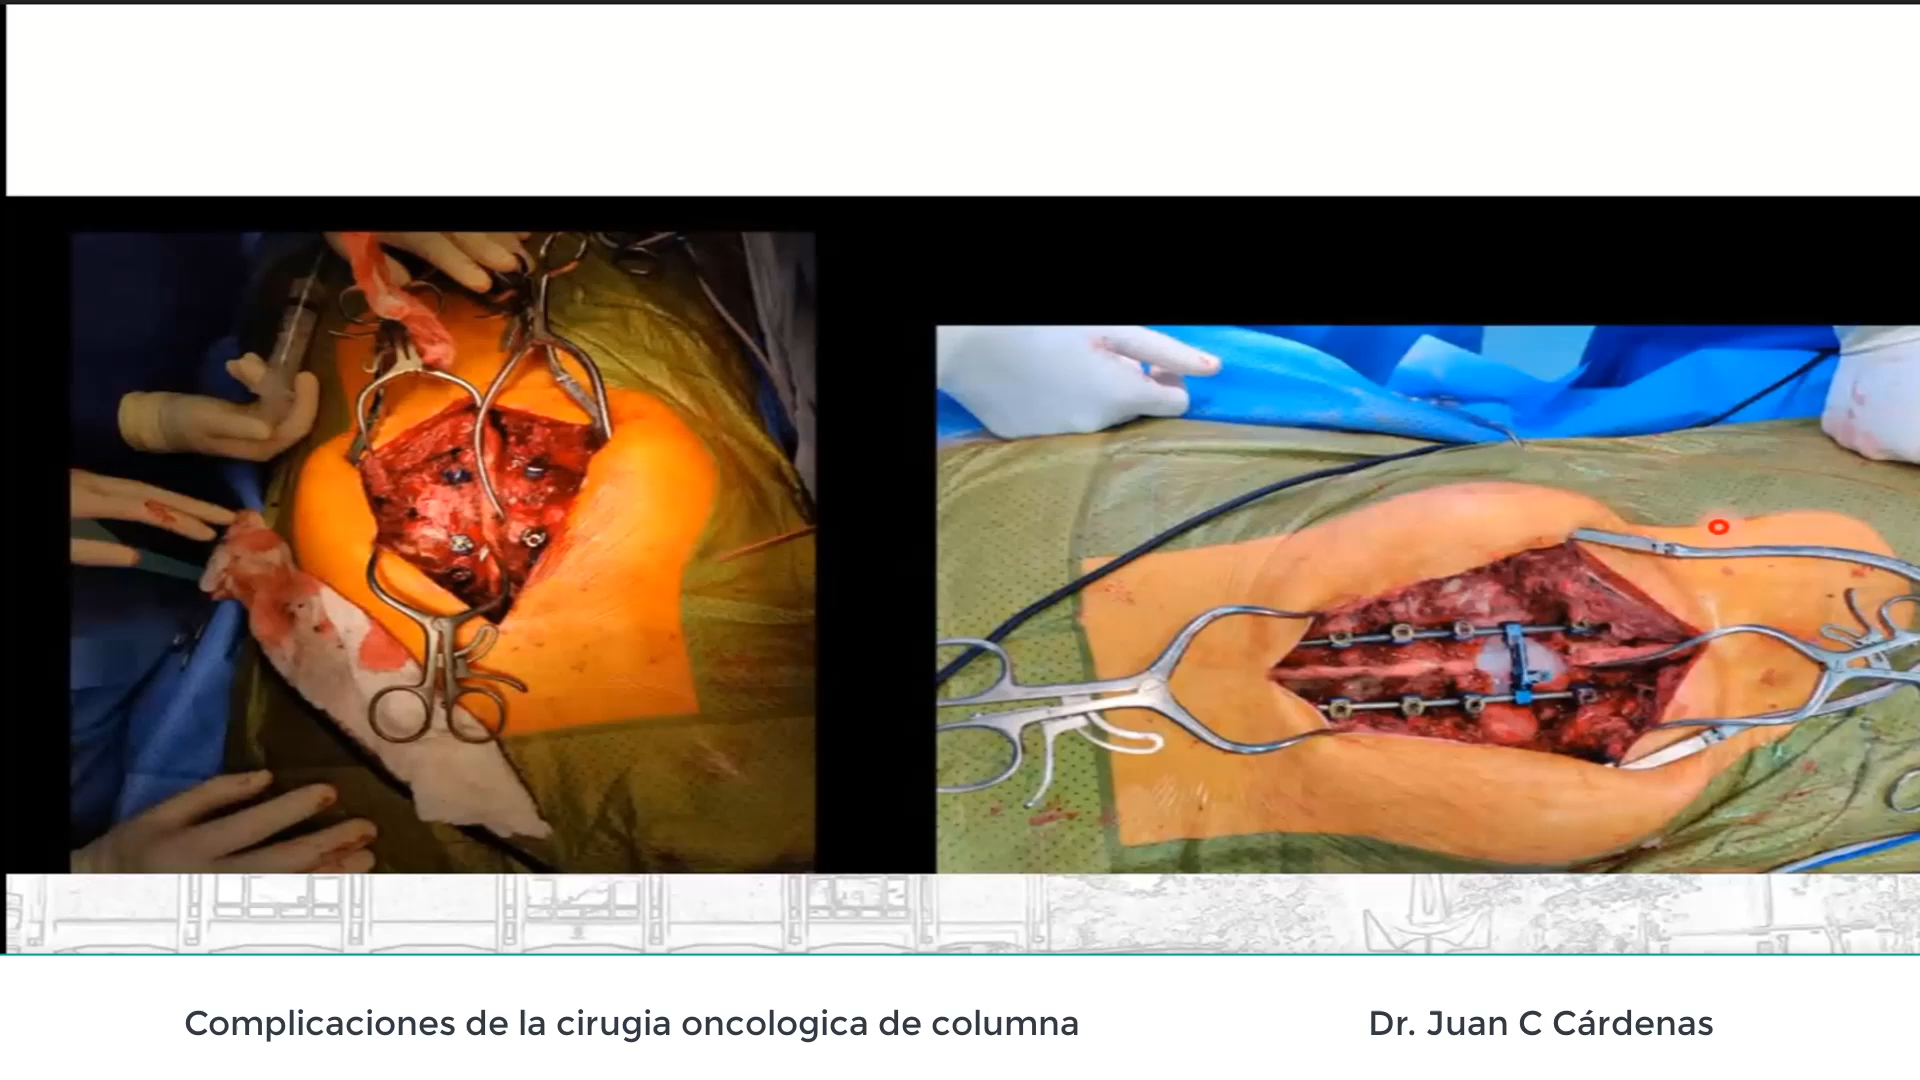 Complicaciones de la cirugia oncologica de columna
Dr. Juan C Cárdenas